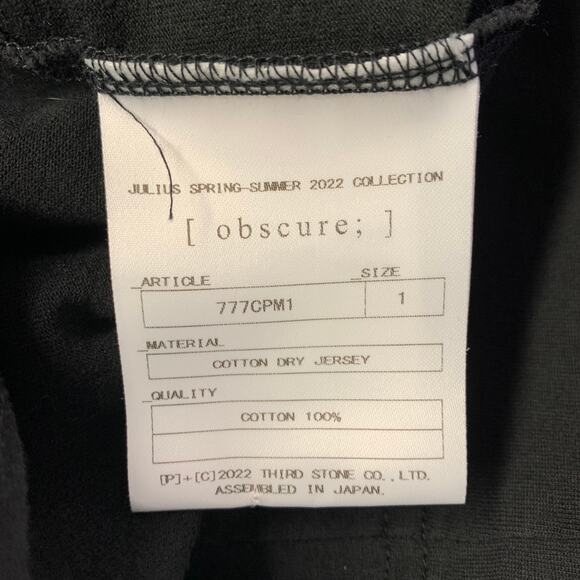 JULIUS SPRING-SUMMER 2022 COLLECTION
[ obscure; ]
_ARTICLE _SIZE
777CPM1 1
_MATERIAL
COTTON DRY JERSEY
_QUALITY
COTTON 100%
[P]+[C]2022 THIRD STONE CO., LTD.
ASSEMBLED IN JAPAN.